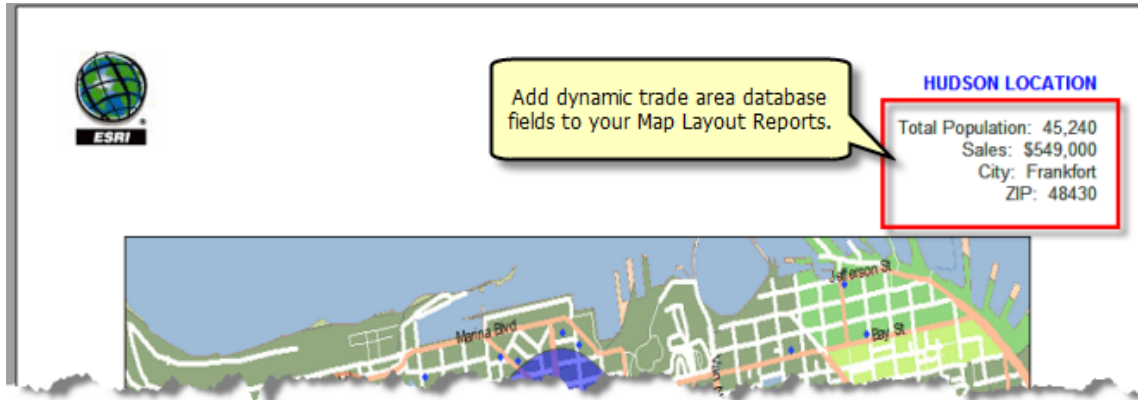 ESRI
Add dynamic trade area database
fields to your Map Layout Reports.
HUDSON LOCATION
Total Population: 45,240
Sales: $549,000
City: Frankfort
ZIP: 48430
Jefferson St
Marina Blvd
Bay St